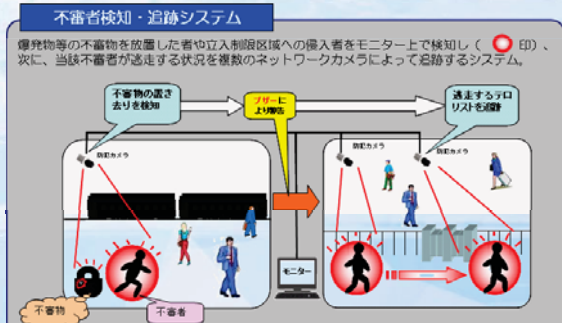 不審者検知・追跡システム
爆発物等の不審物を放置した者や立入制限区域への侵入者をモニター上で検知し（ 印）、
次に、当該不審者が逃走する状況を複数のネットワークカメラによって追跡するシステム。
不審物の置き
去りを検知
ブザーに
より警告
逃走するテロ
リストを追跡
防犯カメラ
防犯カメラ
防犯カメラ
モニター
不審物
不審者